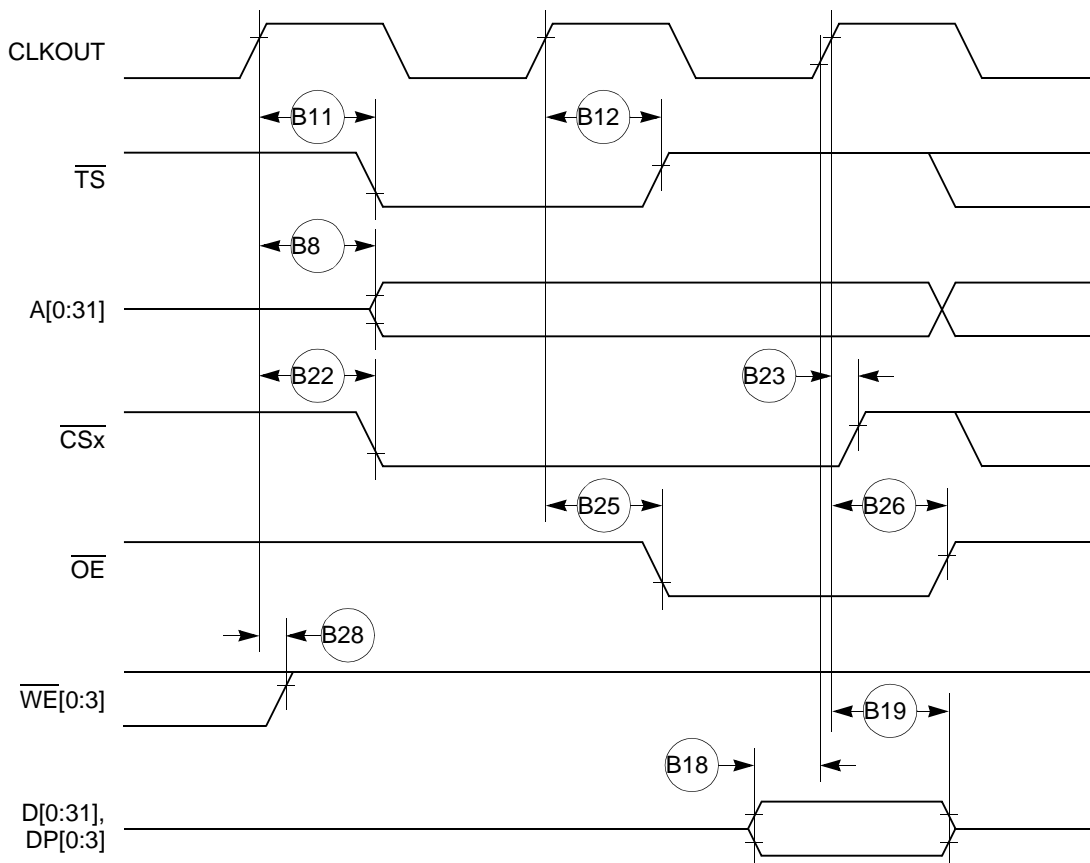 CLKOUT
B11
B12
TS
B8
A[0:31]
B22
B23
CSx
B25
B26
OE
B28
WE[0:3]
B19
B18
D[0:31],
DP[0:3]